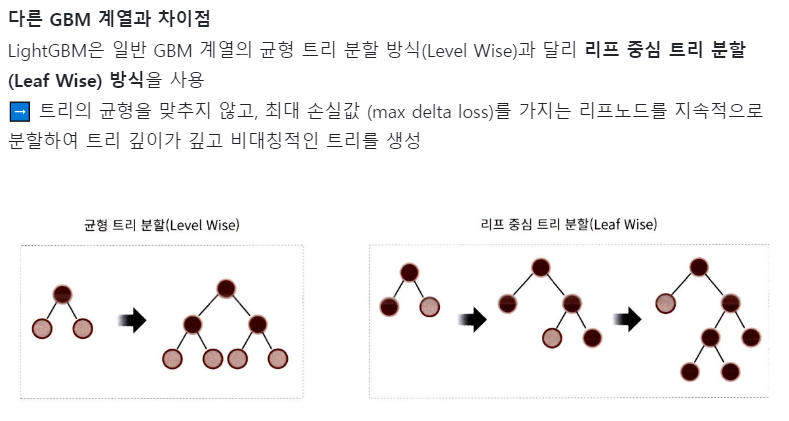 다른 GBM 계열과 차이점
LightGBM은 일반 GBM 계열의 균형 트리 분할 방식(Level Wise)과 달리 리프 중심 트리 분할
(Leaf Wise) 방식을 사용
➡ 트리의 균형을 맞추지 않고, 최대 손실값 (max delta loss)를 가지는 리프노드를 지속적으로
분할하여 트리 깊이가 깊고 비대칭적인 트리를 생성
균형 트리 분할(Level Wise)
리프 중심 트리 분할(Leaf Wise)